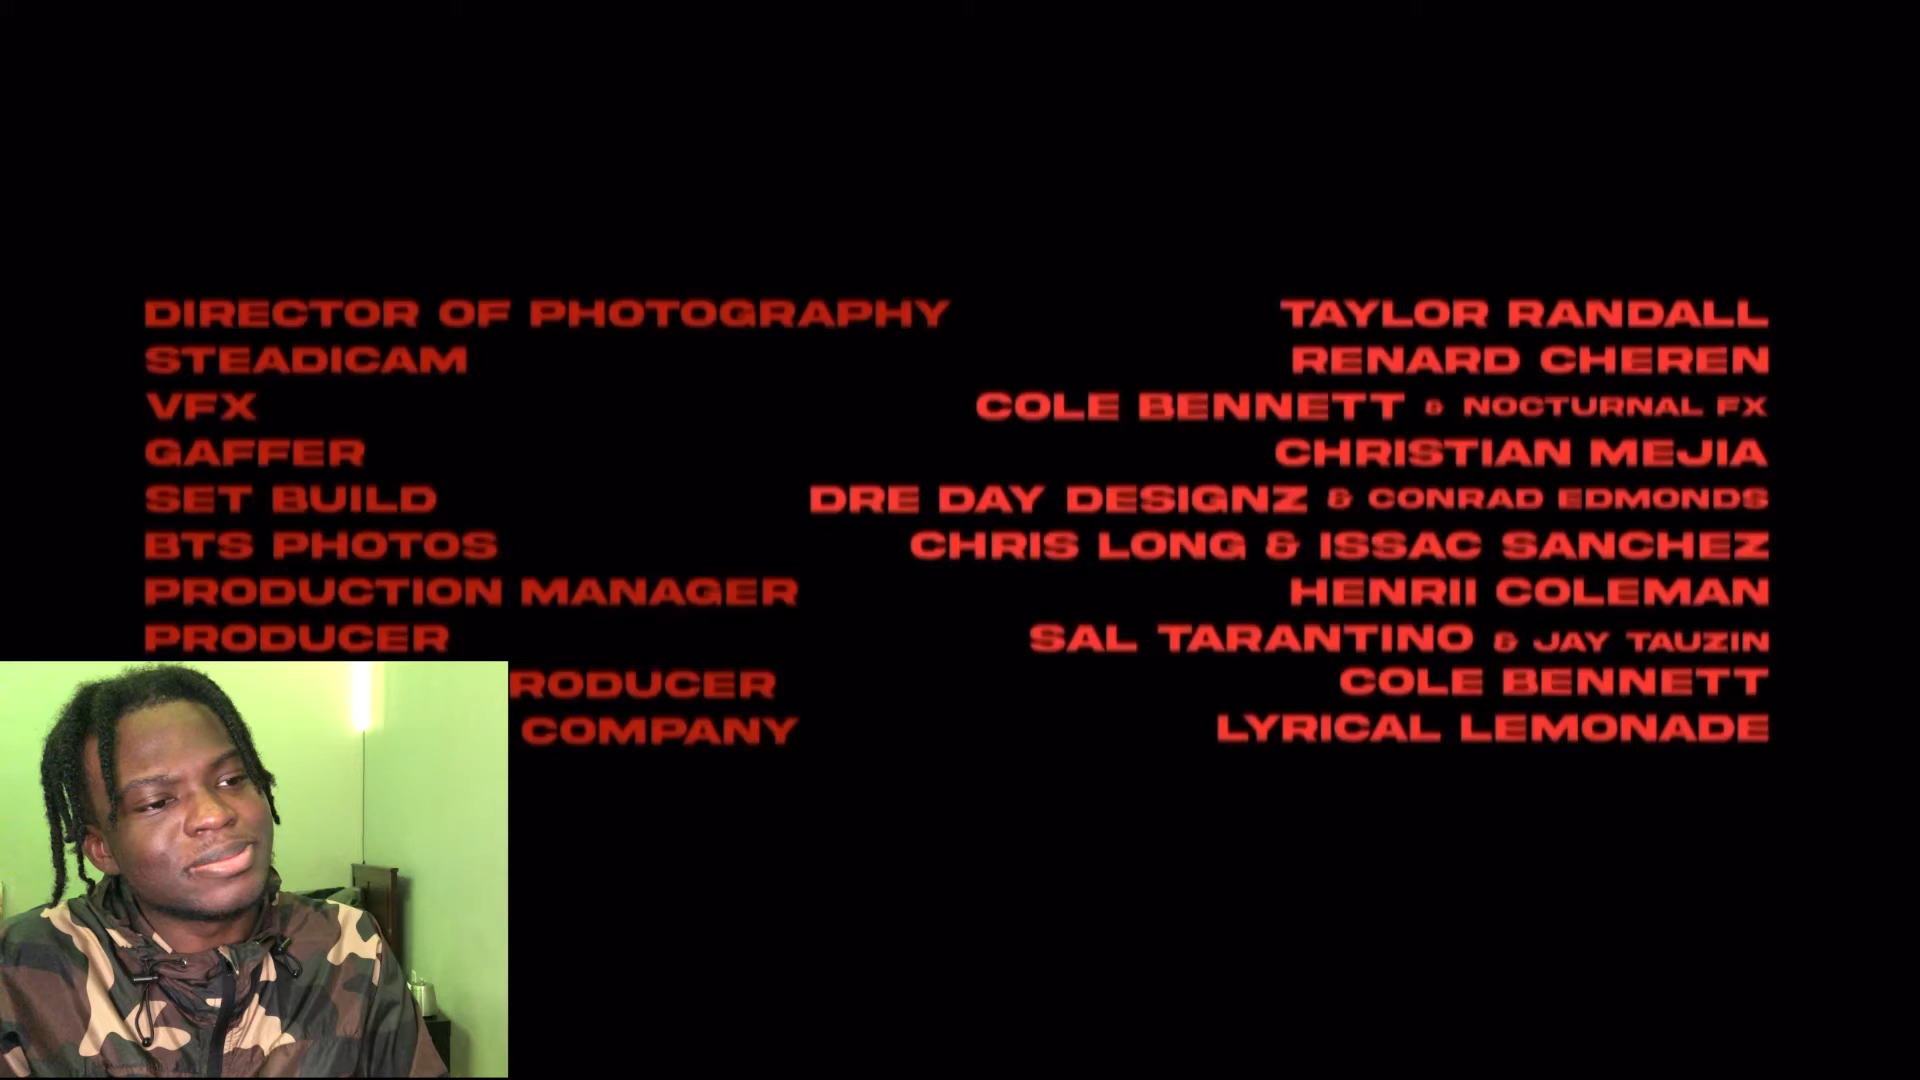 DIRECTOR OF PHOTOGRAPHY TAYLOR RANDALL
STEADICAM RENARD CHEREN
VFX COLE BENNETT & NOCTURNAL FX
GAFFER CHRISTIAN MEJIA
SET BUILD DRE DAY DESIGNZ & CONRAD EDMONDS
BTS PHOTOS CHRIS LONG & ISSAC SANCHEZ
PRODUCTION MANAGER HENRII COLEMAN
PRODUCER SAL TARANTINO & JAY TAUZIN
RODUCER COLE BENNETT
COMPANY LYRICAL LEMONADE